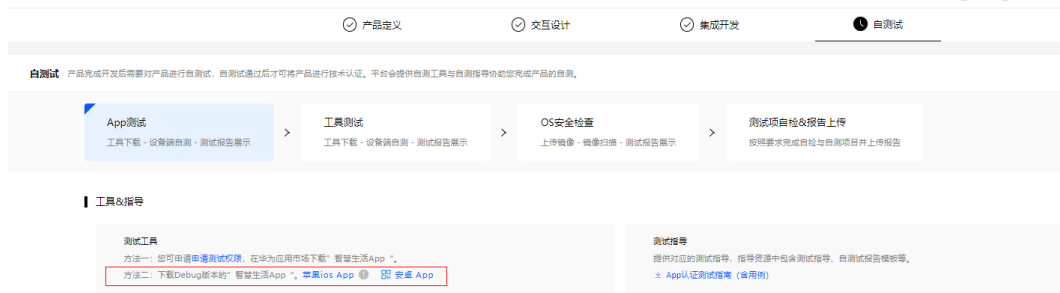 产品定义
交互设计
集成开发
自测试
自测试 产品完成开发后需要对产品进行自测试，自测试通过后才可将产品进行技术认证。平台会提供自测工具与自测指导协助您完成产品的自测。
App测试
工具下载 - 设备端自测 - 测试报告展示
工具测试
工具下载 - 设备端自测 - 测试报告展示
OS安全检查
上传镜像 - 镜像扫描 - 测试报告展示
测试项自检&报告上传
按照要求完成自检与自测项目并上传报告
工具&指导
测试工具
方法一：您可申请申请测试权限，在华为应用市场下载“ 智慧生活App “。
方法二：下载Debug版本的“ 智慧生活App “。苹果ios App 安卓 App
测试指导
提供对应的测试指导，指导资源中包含测试指导、自测试报告模板等。
App认证测试指南（含用例）